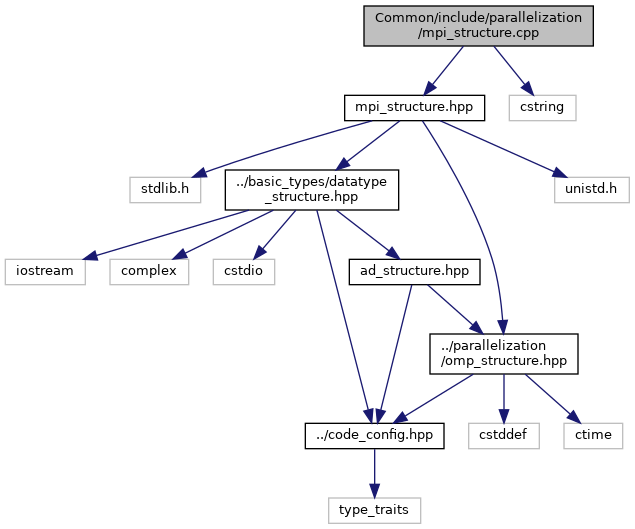 Common/include/parallelization
/mpi_structure.cpp
mpi_structure.hpp
cstring
stdlib.h
../basic_types/datatype
_structure.hpp
unistd.h
iostream
complex
cstdio
ad_structure.hpp
../parallelization
/omp_structure.hpp
../code_config.hpp
cstddef
ctime
type_traits